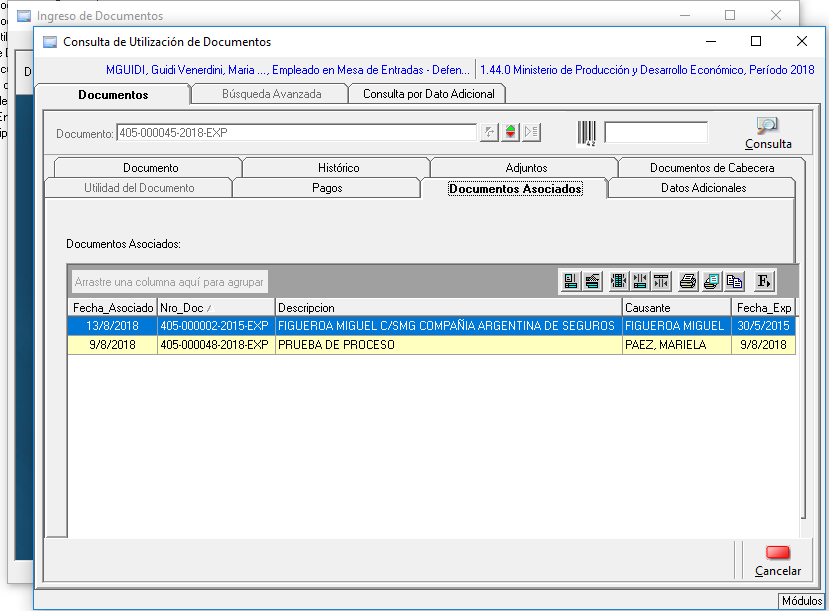 Ingreso de Documentos
Consulta de Utilización de Documentos
MGUIDI, Guidi Venerdini, Maria ..., Empleado en Mesa de Entradas - Defen... 1.44.0 Ministerio de Producción y Desarrollo Económico, Período 2018
Documentos Búsqueda Avanzada Consulta por Dato Adicional
Documento: 405-000045-2018-EXP
Consulta
Documento Histórico Adjuntos Documentos de Cabecera
Utilidad del Documento Pagos Documentos Asociados Datos Adicionales
Documentos Asociados:
Arrastre una columna aquí para agrupar
Fecha_Asociado Nro_Doc Descripcion Causante Fecha_Exp
13/8/2018 405-000002-2015-EXP FIGUEROA MIGUEL C/SMG COMPAÑIA ARGENTINA DE SEGUROS FIGUEROA MIGUEL 30/5/2015
9/8/2018 405-000048-2018-EXP PRUEBA DE PROCESO PAEZ, MARIELA 9/8/2018
Cancelar
Módulos